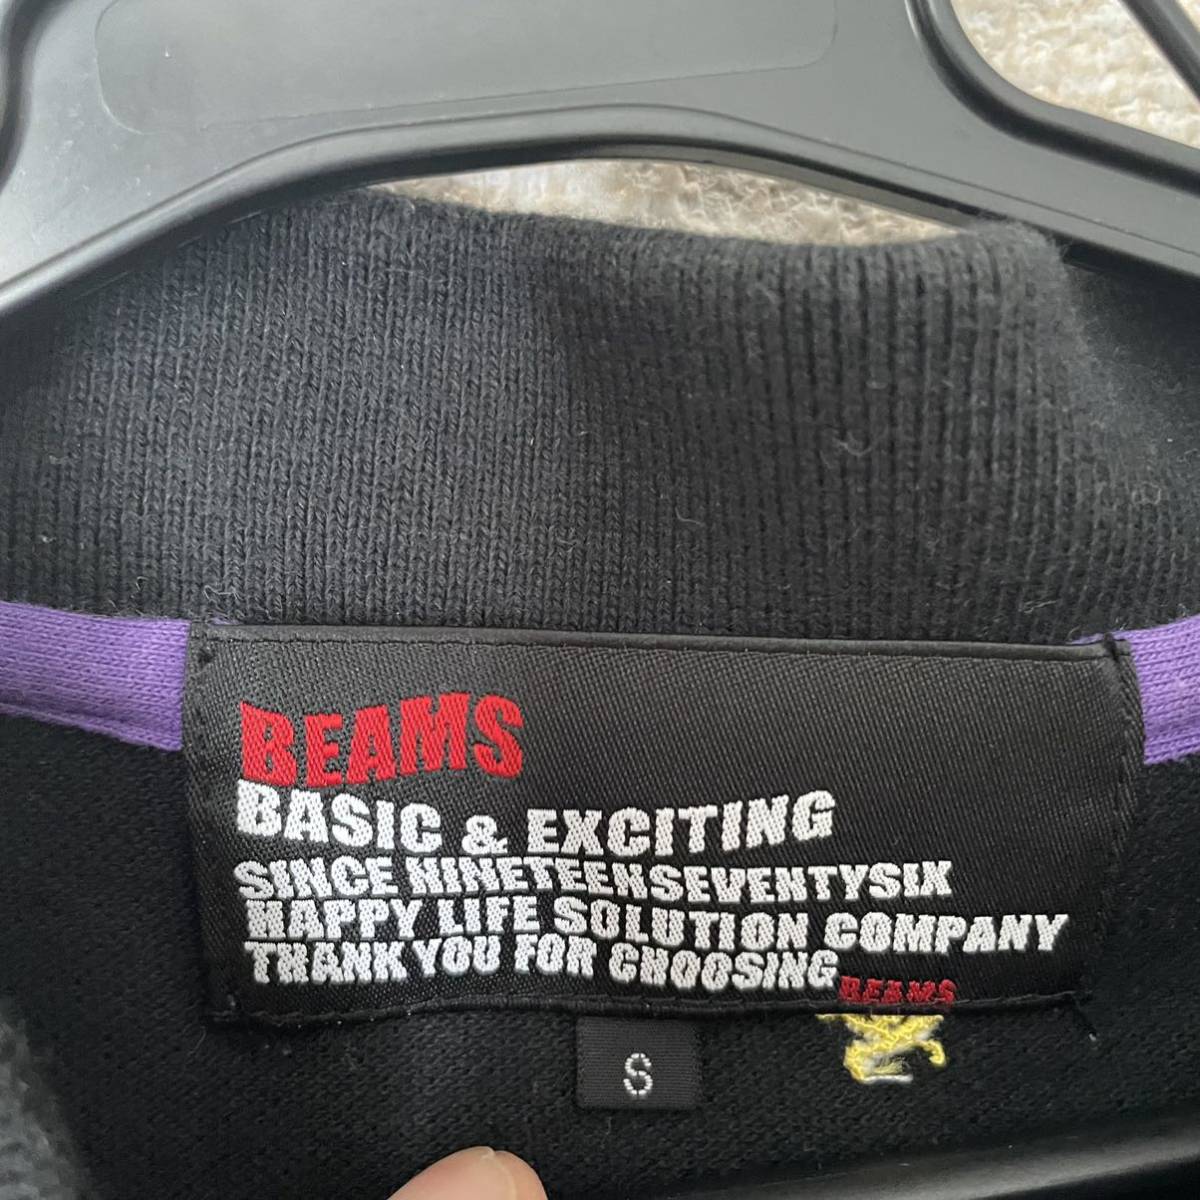 BEAMS
BASIC & EXCITING
SINCE NINETEENSEVENTYSIX
HAPPY LIFE SOLUTION COMPANY
THANK YOU FOR CHOOSING
BEAMS
S